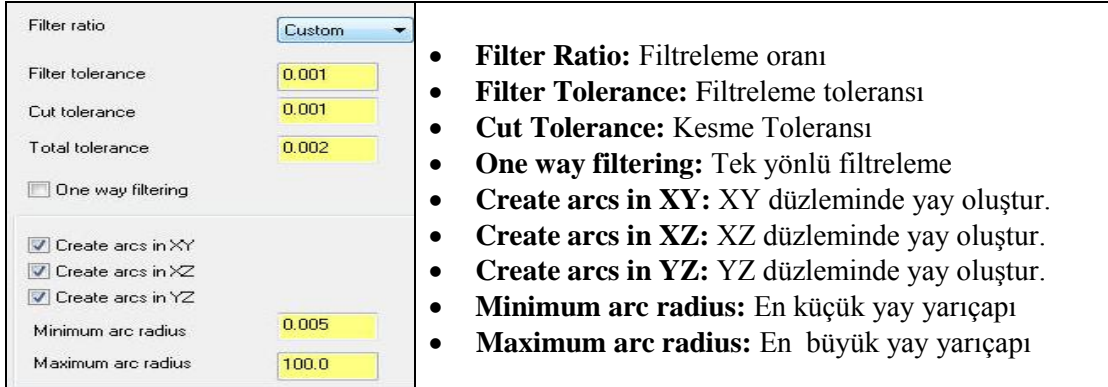 Filter ratio Custom
Filter tolerance 0.001
Cut tolerance 0.001
Total tolerance 0.002
One way filtering
Create arcs in XY
Create arcs in XZ
Create arcs in YZ
Minimum arc radius 0.005
Maximum arc radius 100.0
• Filter Ratio: Filtreleme oranı
• Filter Tolerance: Filtreleme toleransı
• Cut Tolerance: Kesme Toleransı
• One way filtering: Tek yönlü filtreleme
• Create arcs in XY: XY düzleminde yay oluştur.
• Create arcs in XZ: XZ düzleminde yay oluştur.
• Create arcs in YZ: YZ düzleminde yay oluştur.
• Minimum arc radius: En küçük yay yarıçapı
• Maximum arc radius: En büyük yay yarıçapı